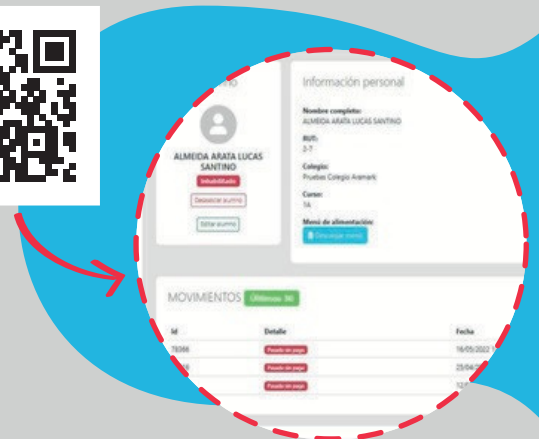 Información personal
Nombre completo:
ALMEIDA ARATA LUCAS SANTINO
RUT:
2-7
Colegio:
Pruebas Colegio Aramark
Curso:
1A
Menú de alimentación:
Descargar menú
ALMEIDA ARATA LUCAS
SANTINO
Inhabilitado
Desasociar alumno
Editar alumno
MOVIMIENTOS Últimos 30
Id Detalle Fecha
78366 Pasado sin pago 16/05/2022
Pasado sin pago 25/04/
Pasado sin pago